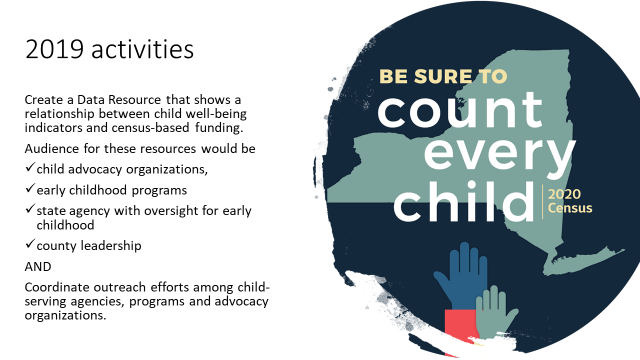 2019 activities
Create a Data Resource that shows a
relationship between child well-being
indicators and census-based funding.
Audience for these resources would be
✓child advocacy organizations,
✓early childhood programs
✓state agency with oversight for early
childhood
✓county leadership
AND
Coordinate outreach efforts among child-
serving agencies, programs and advocacy
organizations.
BE SURE TO
count
every
child
2020
Census